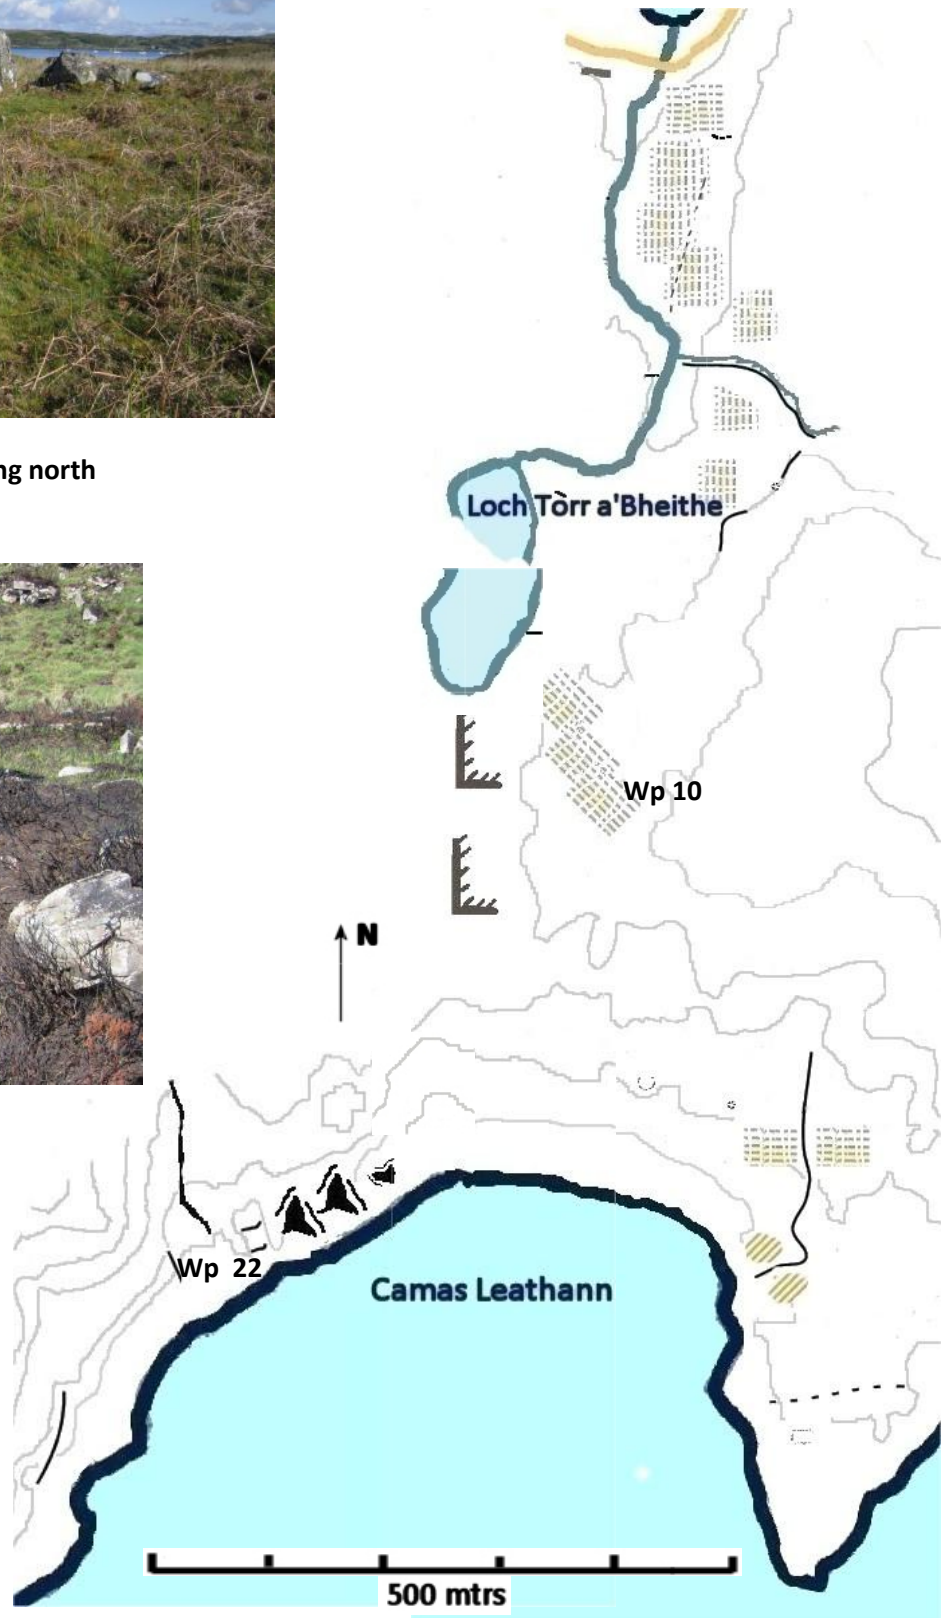 ng north
Loch Tòrr a'Bheithe
Wp 10
N
Wp 22
Camas Leathann
500 mtrs